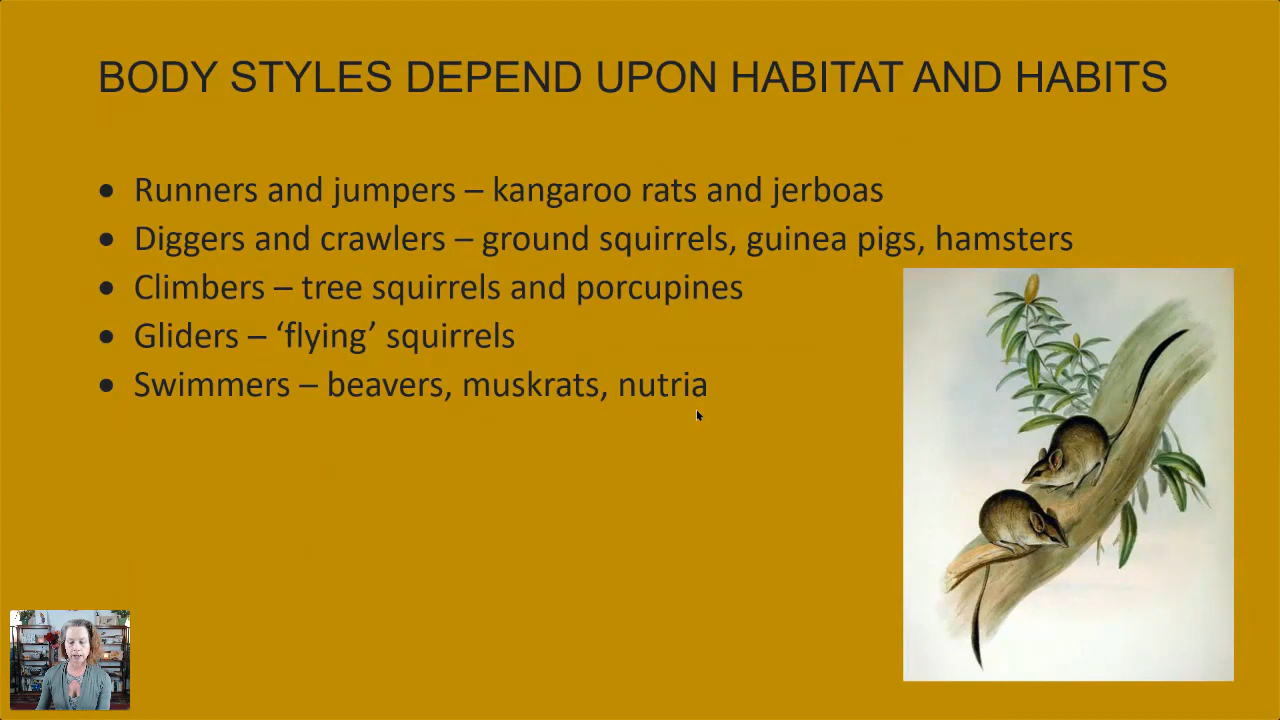 BODY STYLES DEPEND UPON HABITAT AND HABITS
• Runners and jumpers – kangaroo rats and jerboas
• Diggers and crawlers – ground squirrels, guinea pigs, hamsters
• Climbers – tree squirrels and porcupines
• Gliders – ‘flying’ squirrels
• Swimmers – beavers, muskrats, nutria